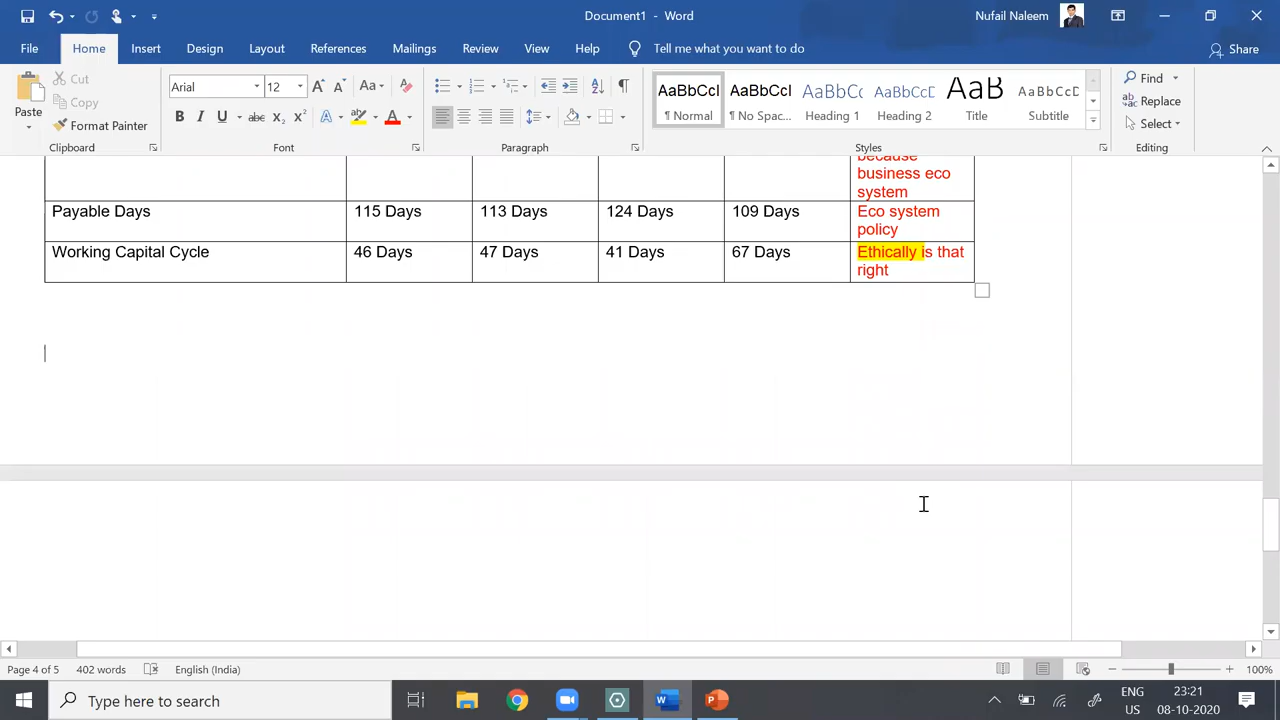 Document1 - Word
Nufail Naleem
File Home Insert Design Layout References Mailings Review View Help Tell me what you want to do Share
Paste
Cut
Copy
Format Painter
Clipboard
Arial 12
Aa
B I U abc X2 X2 A A
Font
Paragraph
AaBbCcI AaBbCcI AaBbCc AaBbCcD AaB AaBbCcD
¶ Normal ¶ No Spac... Heading 1 Heading 2 Title Subtitle
Styles
Find
Replace
Select
Editing
because
business eco
system
Payable Days 115 Days 113 Days 124 Days 109 Days Eco system
policy
Working Capital Cycle 46 Days 47 Days 41 Days 67 Days Ethically is that
right
Page 4 of 5 402 words English (India) 100%
Type here to search
ENG
US
23:21
08-10-2020